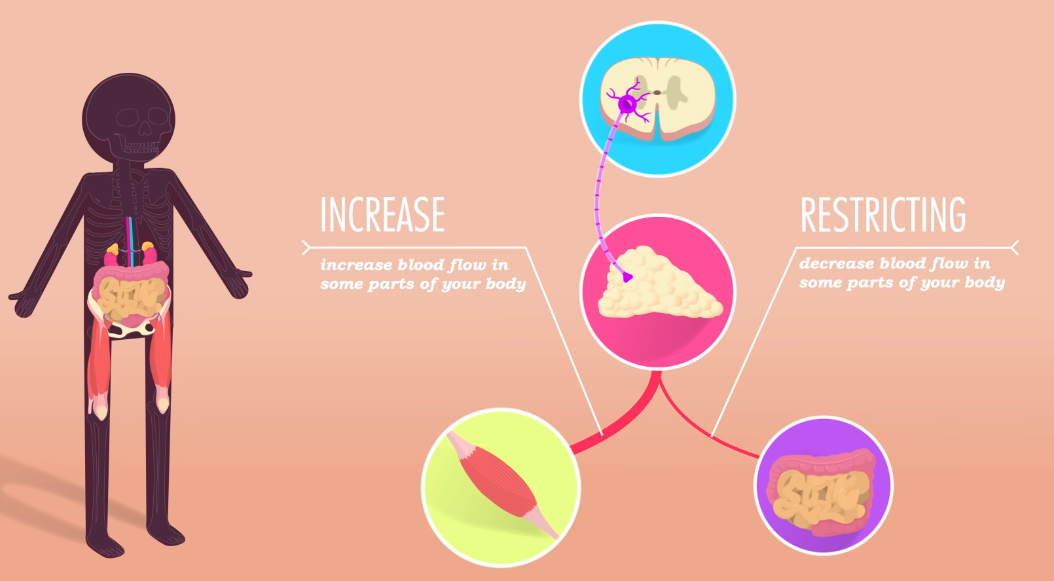 INCREASE
increase blood flow in
some parts of your body
RESTRICTING
decrease blood flow in
some parts of your body